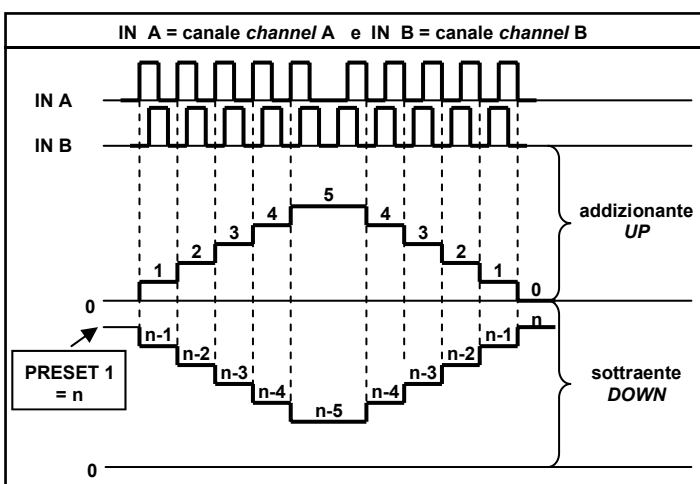 IN A = canale channel A e IN B = canale channel B
IN A
IN B
5
4 4
3 3
2 2
1 1
0
addizionante
UP
0
n
n-1 n-1
n-2 n-2
n-3 n-3
n-4 n-4
n-5
PRESET 1
= n
sottraente
DOWN
0